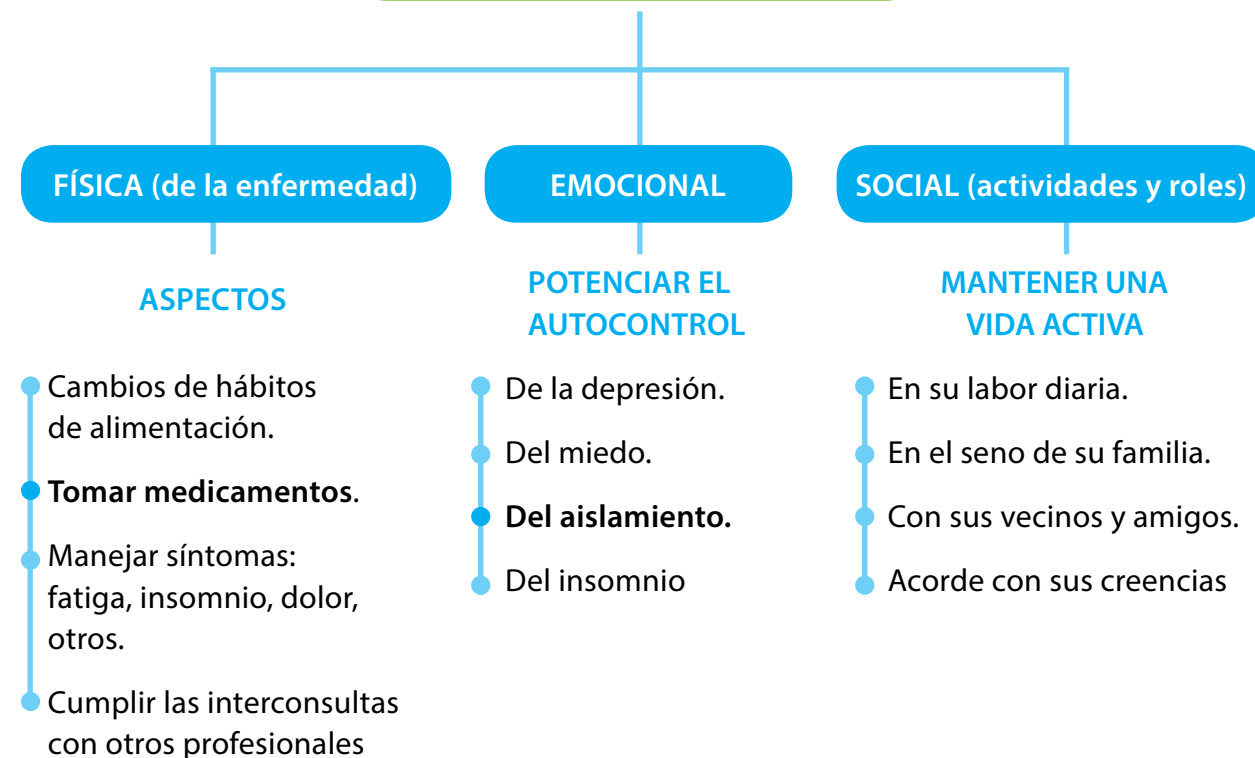 FÍSICA (de la enfermedad)
ASPECTOS
Cambios de hábitos
de alimentación.
Tomar medicamentos.
Manejar síntomas:
fatiga, insomnio, dolor,
otros.
Cumplir las interconsultas
con otros profesionales
EMOCIONAL
POTENCIAR EL
AUTOCONTROL
De la depresión.
Del miedo.
Del aislamiento.
Del insomnio
SOCIAL (actividades y roles)
MANTENER UNA
VIDA ACTIVA
En su labor diaria.
En el seno de su familia.
Con sus vecinos y amigos.
Acorde con sus creencias